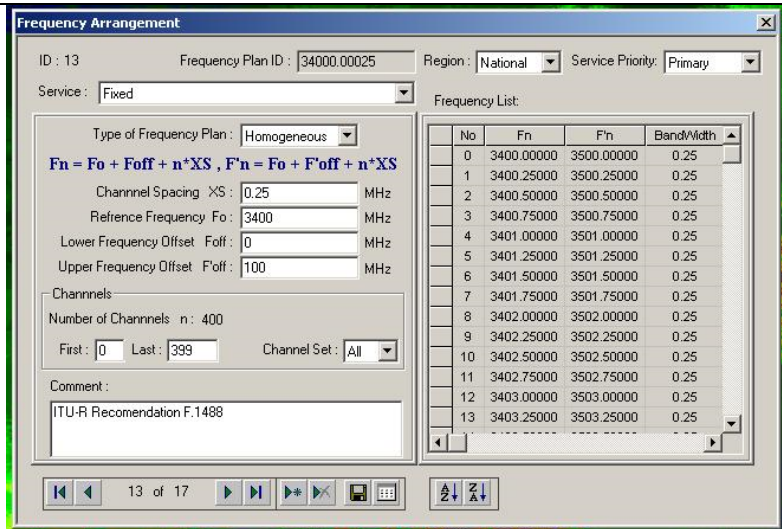 Frequency Arrangement
ID : 13 Frequency Plan ID : 34000.00025 Region : National Service Priority: Primary
Service : Fixed
Frequency List:
Type of Frequency Plan : Homogeneous
Fn = Fo + Foff + n*XS , F'n = Fo + F'off + n*XS
Channnel Spacing XS : 0.25 MHz
Refrence Frequency Fo : 3400 MHz
Lower Frequency Offset Foff : 0 MHz
Upper Frequency Offset F'off : 100 MHz
Channnels
Number of Channnels n : 400
First : 0 Last : 399 Channel Set : All
Comment :
ITU-R Recomendation F.1488
No Fn F'n BandWidth
0 3400.00000 3500.00000 0.25
1 3400.25000 3500.25000 0.25
2 3400.50000 3500.50000 0.25
3 3400.75000 3500.75000 0.25
4 3401.00000 3501.00000 0.25
5 3401.25000 3501.25000 0.25
6 3401.50000 3501.50000 0.25
7 3401.75000 3501.75000 0.25
8 3402.00000 3502.00000 0.25
9 3402.25000 3502.25000 0.25
10 3402.50000 3502.50000 0.25
11 3402.75000 3502.75000 0.25
12 3403.00000 3503.00000 0.25
13 3403.25000 3503.25000 0.25
13 of 17
A Z Z A